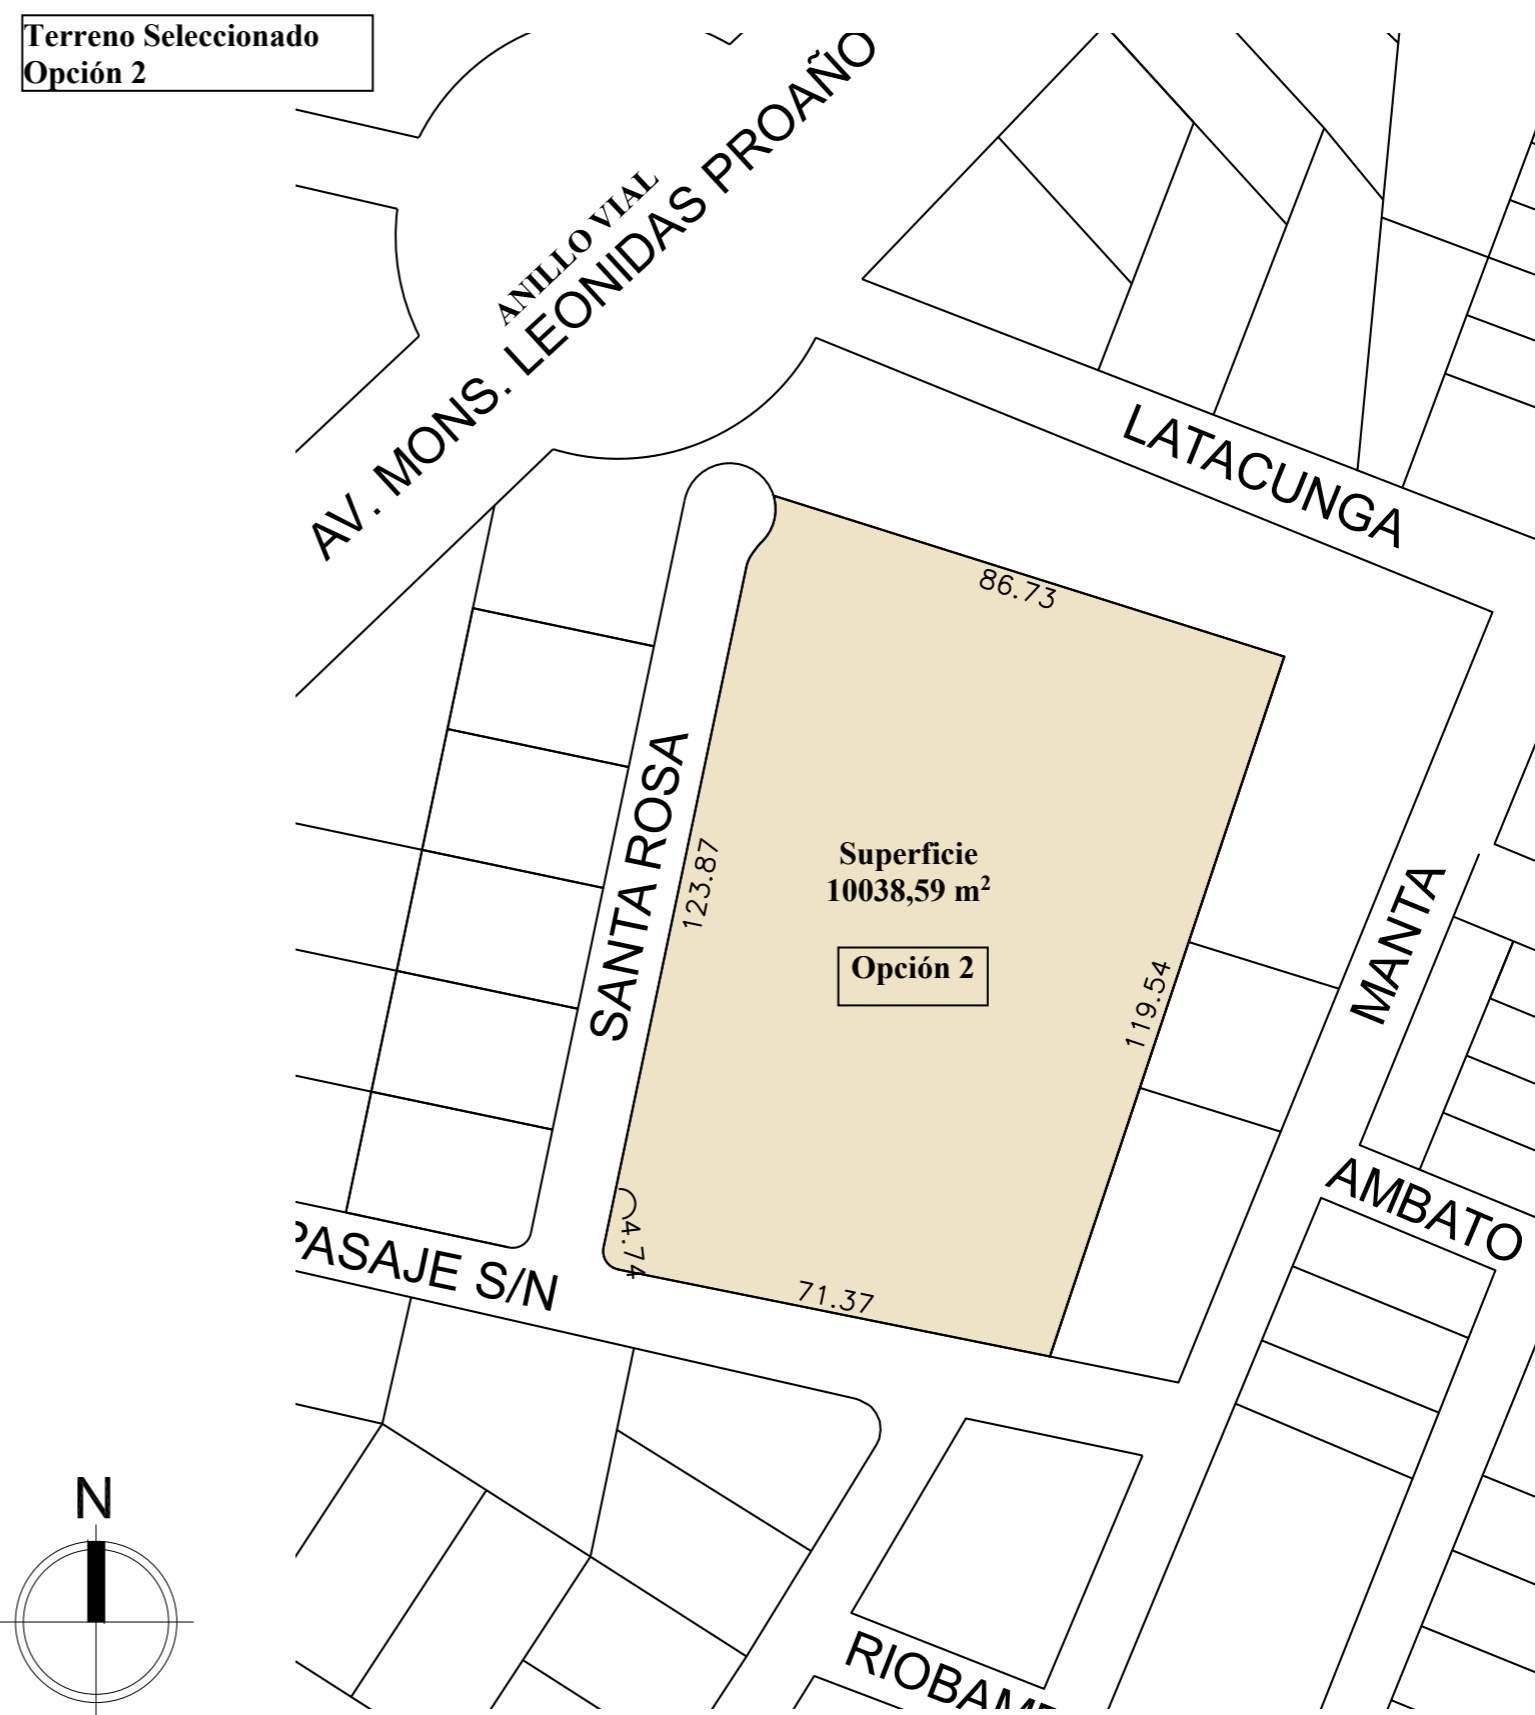 Terreno Seleccionado
Opción 2
AV. MONS. LEONIDAS PROAÑO
ANILLO VIAL
LATACUNGA
86.73
SANTA ROSA
123.87
Superficie
10038,59 m²
Opción 2
119.54
MANTA
AMBATO
4.74
71.37
PASAJE S/N
N